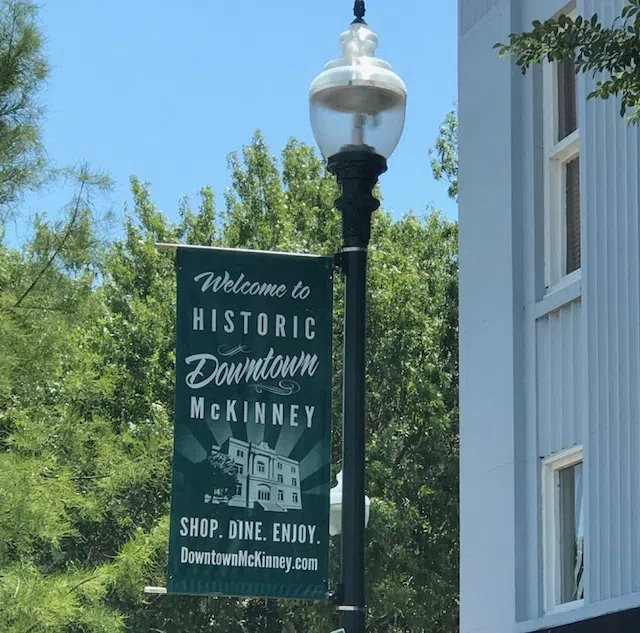 Welcome to
HISTORIC
Downtown
McKINNEY
SHOP. DINE. ENJOY.
DowntownMcKinney.com